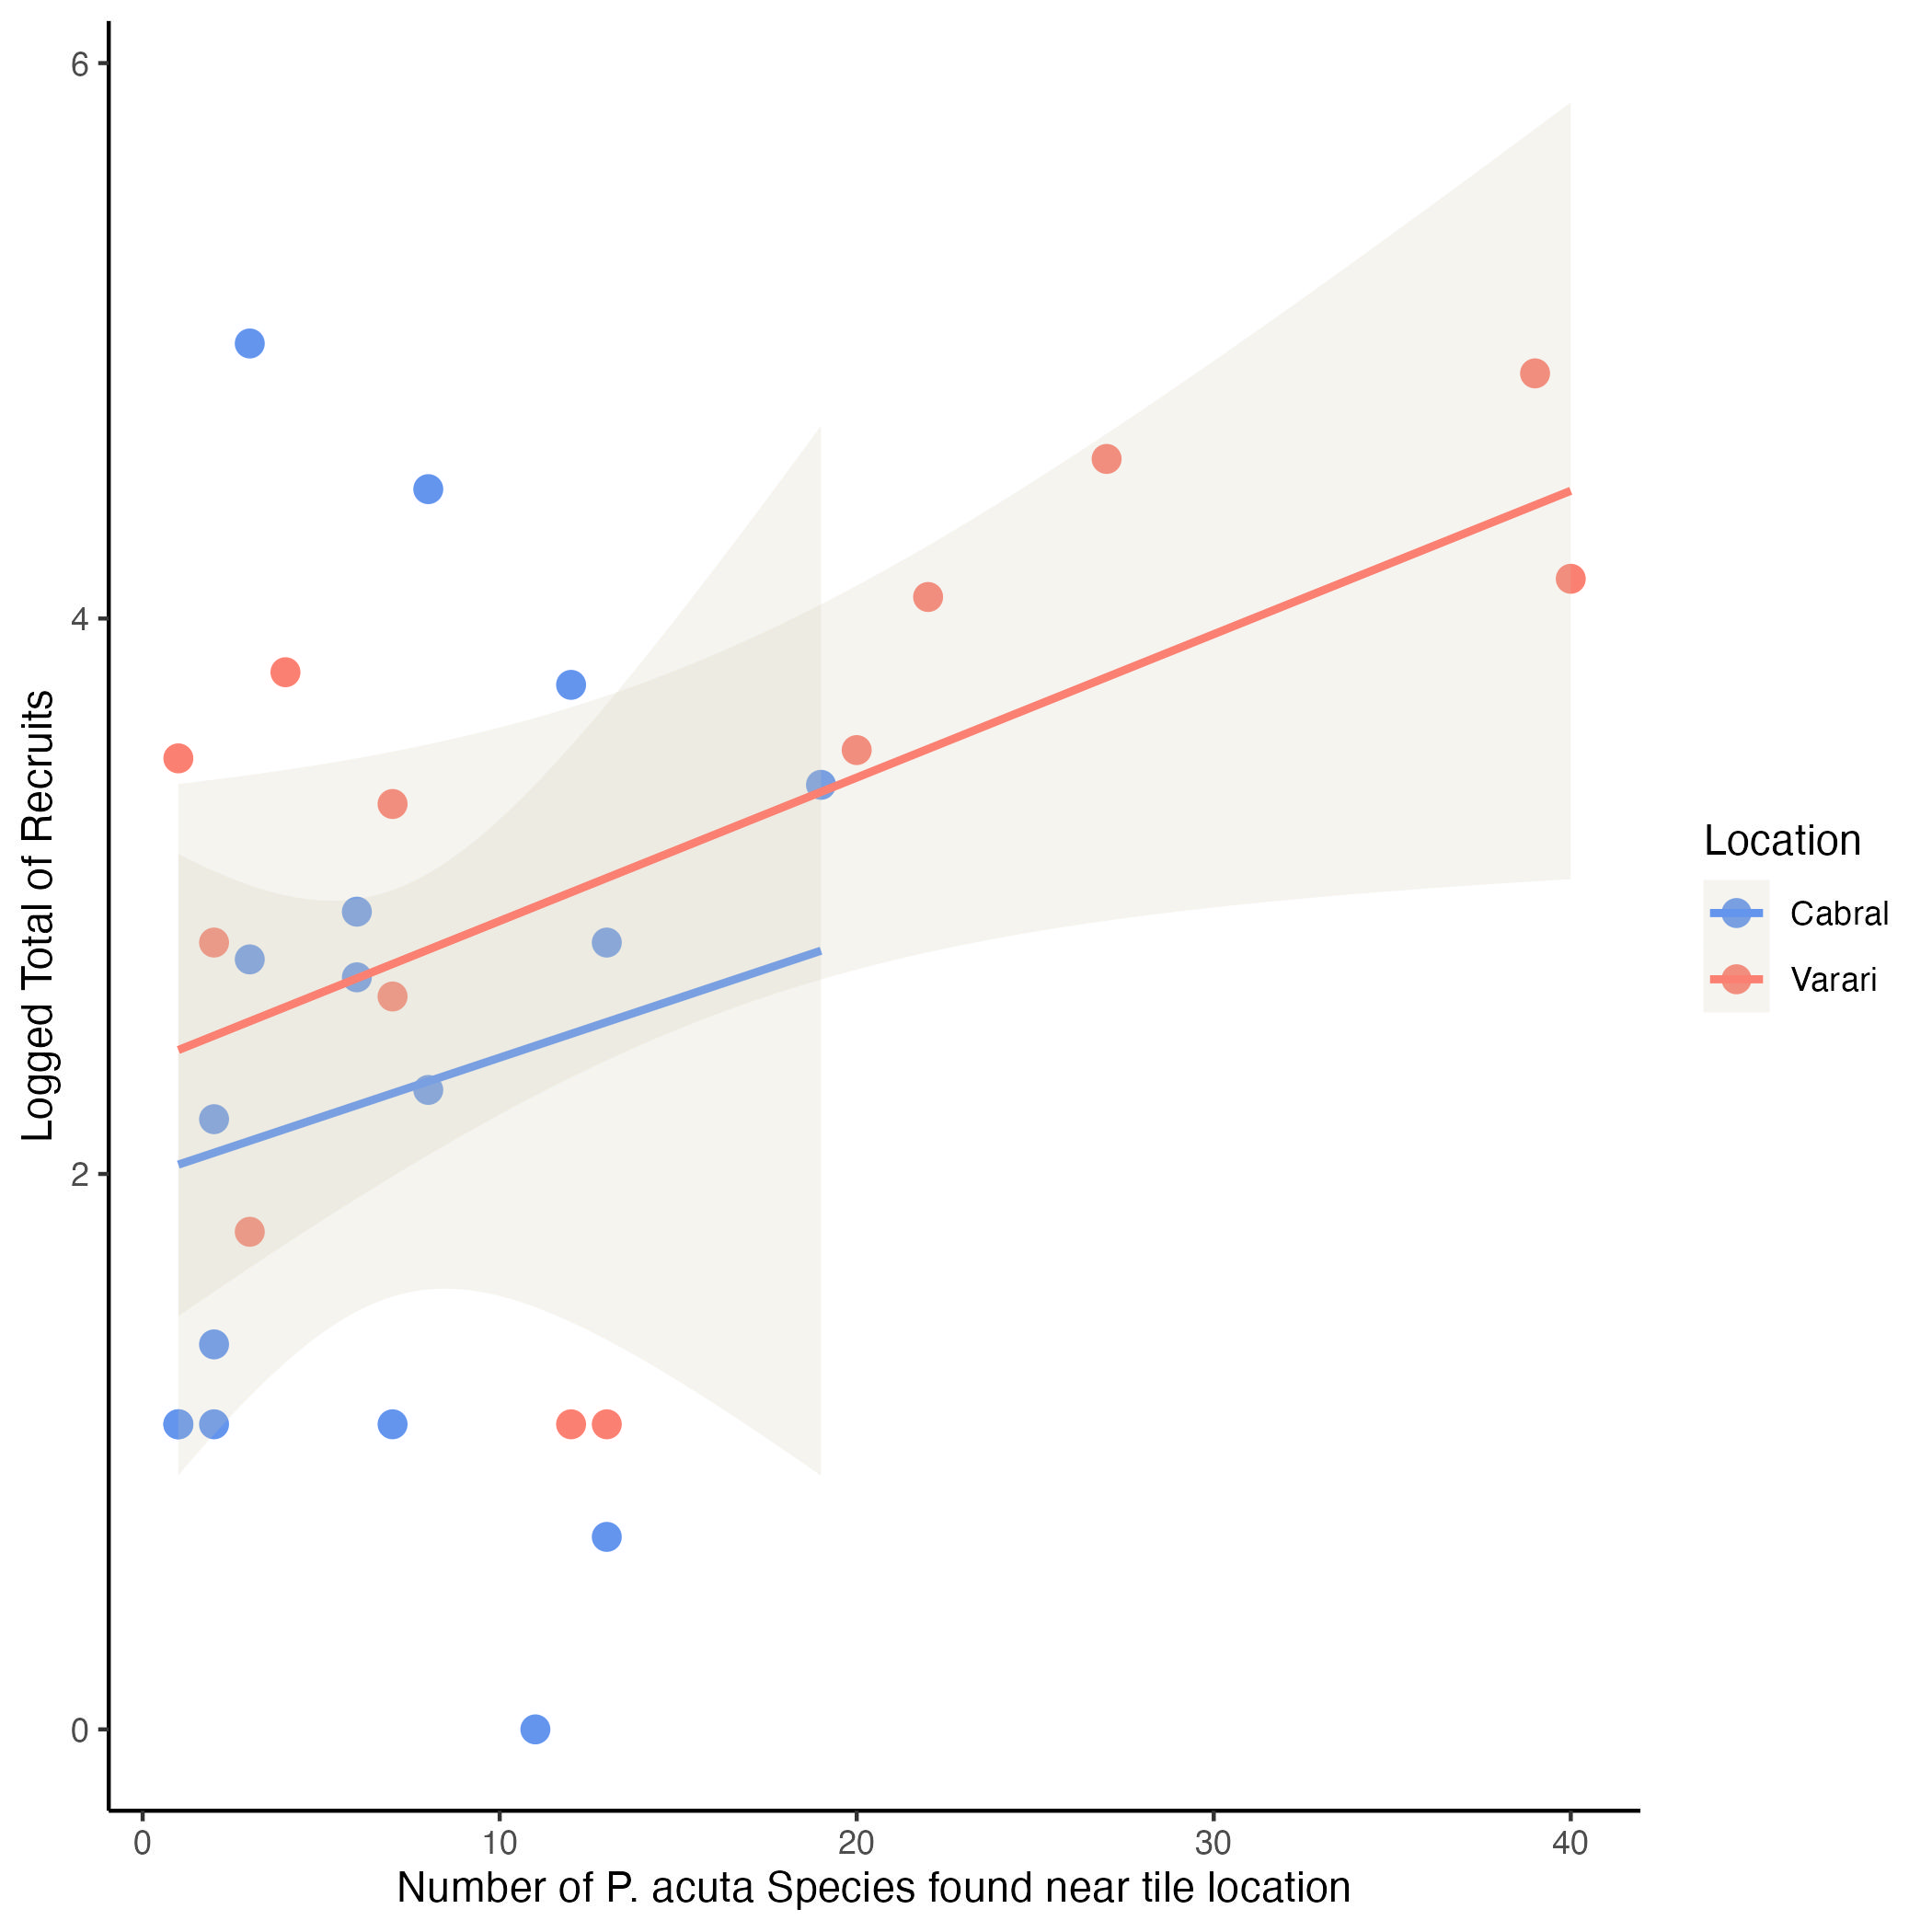 Logged Total of Recruits
6
4
2
0
0 10 20 30 40
Number of P. acuta Species found near tile location
Location
Cabral
Varari